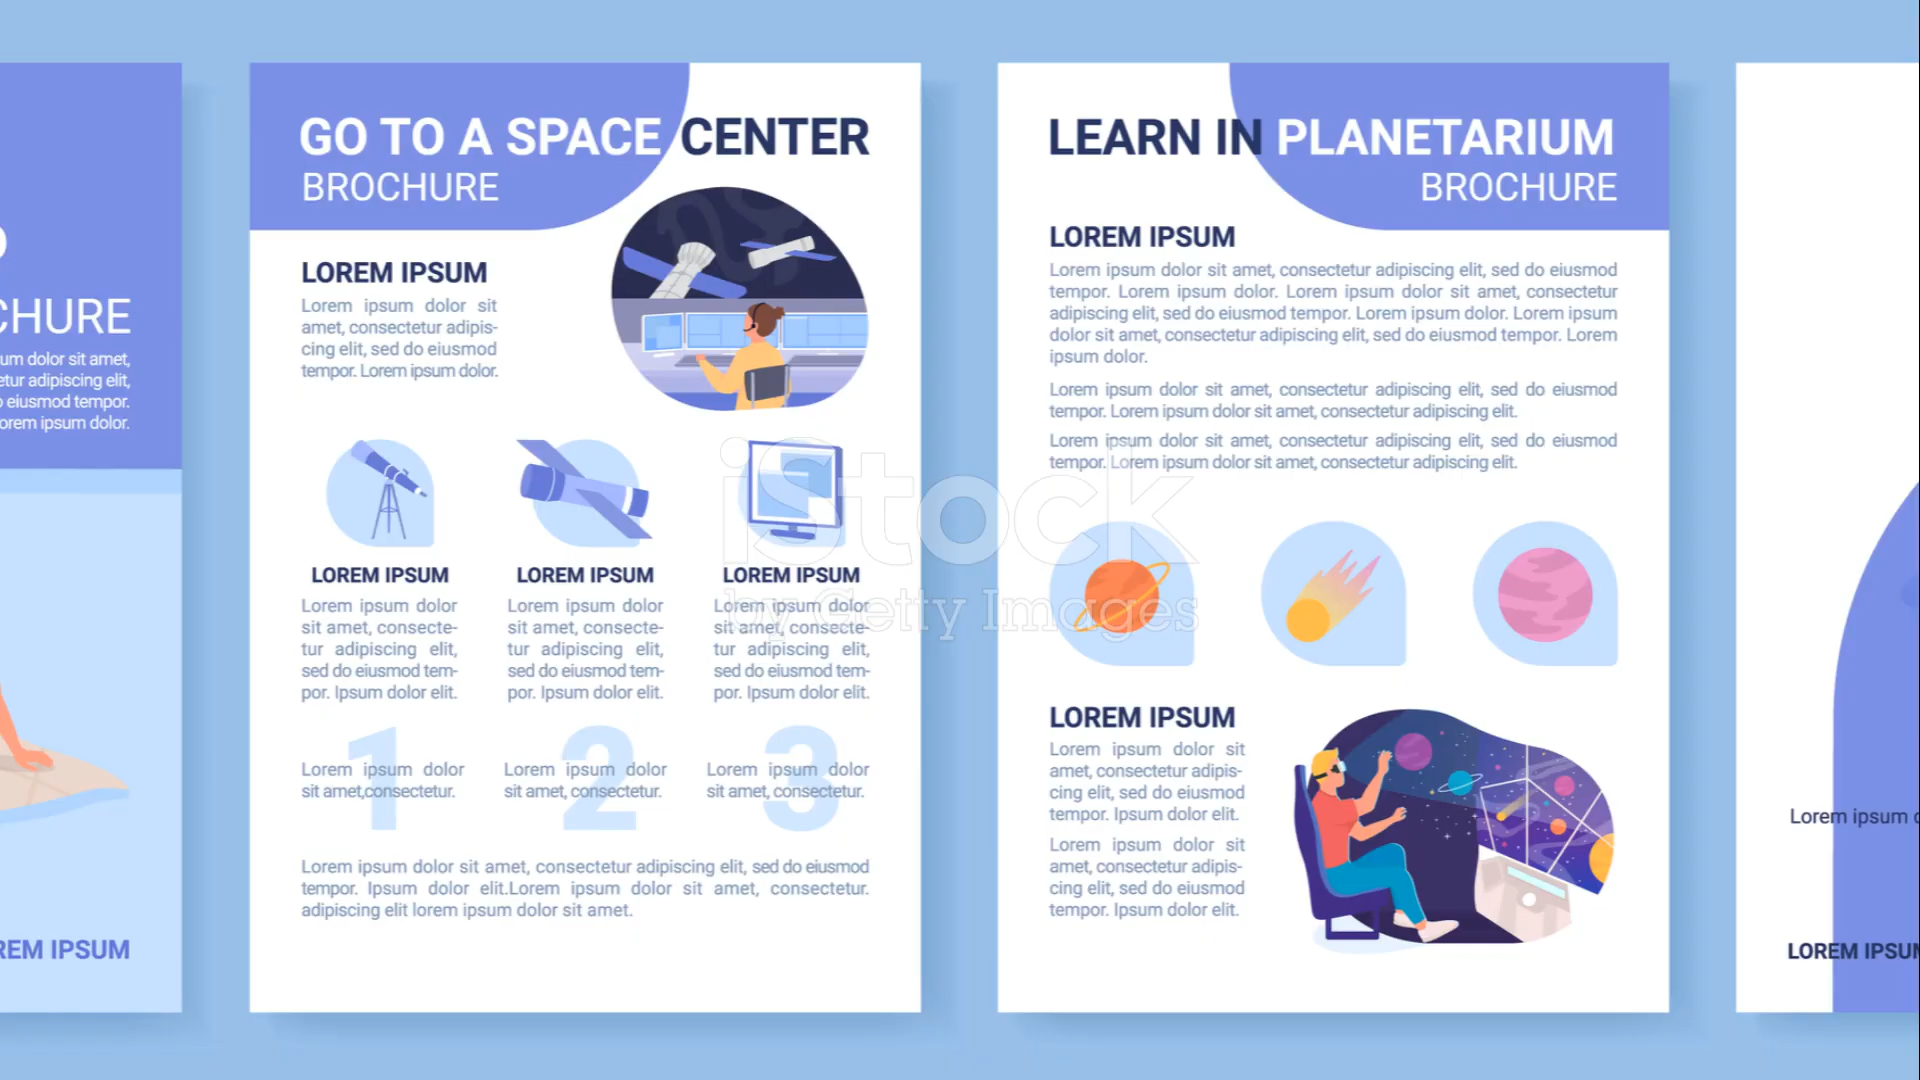 CHURE
um dolor sit amet,
etur adipiscing elit,
eiusmod tempor.
orem ipsum dolor.
REM IPSUM
GO TO A SPACE CENTER
BROCHURE
LOREM IPSUM
Lorem ipsum dolor sit
amet, consectetur adipis-
cing elit, sed do eiusmod
tempor. Lorem ipsum dolor.
LOREM IPSUM
Lorem ipsum dolor
sit amet, consecte-
tur adipiscing elit,
sed do eiusmod tem-
por. Ipsum dolor elit.
LOREM IPSUM
Lorem ipsum dolor
sit amet, consecte-
tur adipiscing elit,
sed do eiusmod tem-
por. Ipsum dolor elit.
LOREM IPSUM
Lorem ipsum dolor
sit amet, consecte-
tur adipiscing elit,
sed do eiusmod tem-
por. Ipsum dolor elit.
1
Lorem ipsum dolor
sit amet,consectetur.
2
Lorem ipsum dolor
sit amet, consectetur.
3
Lorem ipsum dolor
sit amet, consectetur.
Lorem ipsum dolor sit amet, consectetur adipiscing elit, sed do eiusmod
tempor. Ipsum dolor elit.Lorem ipsum dolor sit amet, consectetur.
adipiscing elit lorem ipsum dolor sit amet.
iStock
by Getty Images
LEARN IN PLANETARIUM
BROCHURE
LOREM IPSUM
Lorem ipsum dolor sit amet, consectetur adipiscing elit, sed do eiusmod
tempor. Lorem ipsum dolor. Lorem ipsum dolor sit amet, consectetur
adipiscing elit, sed do eiusmod tempor. Lorem ipsum dolor. Lorem ipsum
dolor sit amet, consectetur adipiscing elit, sed do eiusmod tempor. Lorem
ipsum dolor.
Lorem ipsum dolor sit amet, consectetur adipiscing elit, sed do eiusmod
tempor. Lorem ipsum dolor sit amet, consectetur adipiscing elit.
Lorem ipsum dolor sit amet, consectetur adipiscing elit, sed do eiusmod
tempor. Lorem ipsum dolor sit amet, consectetur adipiscing elit.
LOREM IPSUM
Lorem ipsum dolor sit
amet, consectetur adipis-
cing elit, sed do eiusmod
tempor. Ipsum dolor elit.
Lorem ipsum dolor sit
amet, consectetur adipis-
cing elit, sed do eiusmod
tempor. Ipsum dolor elit.
Lorem ipsum
LOREM IPSUM